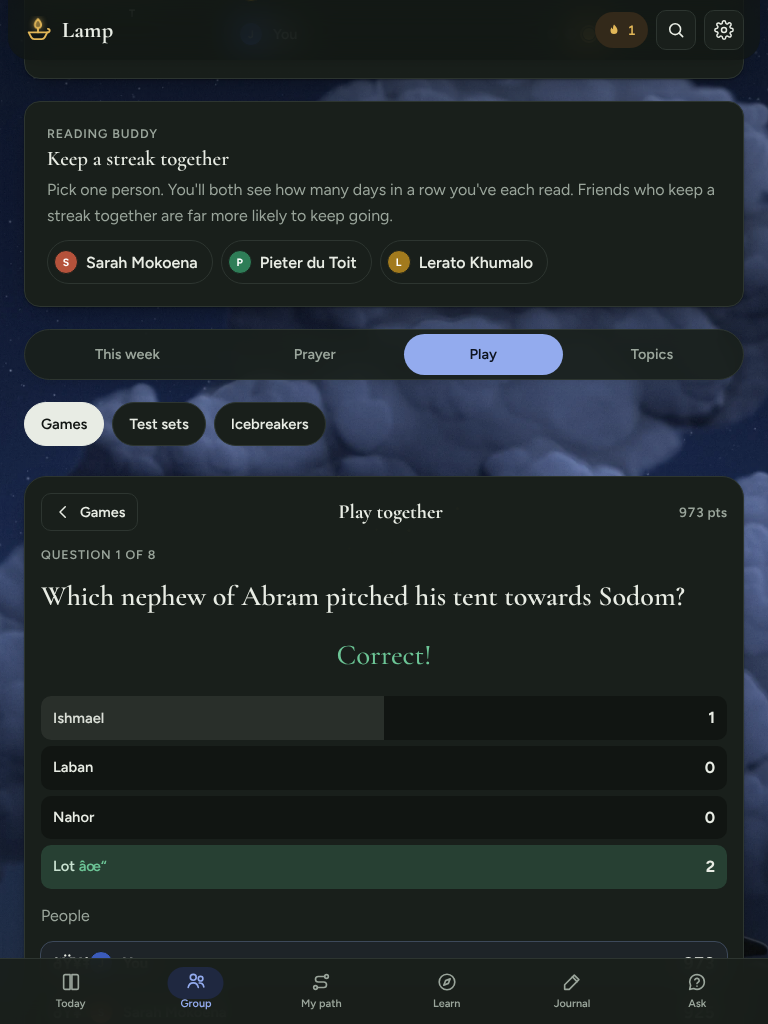 Lamp
1
You
READING BUDDY
Keep a streak together
Pick one person. You'll both see how many days in a row you've each read. Friends who keep a
streak together are far more likely to keep going.
S Sarah Mokoena
P Pieter du Toit
L Lerato Khumalo
This week
Prayer
Play
Topics
Games
Test sets
Icebreakers
Games
Play together
973 pts
QUESTION 1 OF 8
Which nephew of Abram pitched his tent towards Sodom?
Correct!
Ishmael 1
Laban 0
Nahor 0
Lot âœ“ 2
People
Today
Group
My path
Learn
Journal
Ask